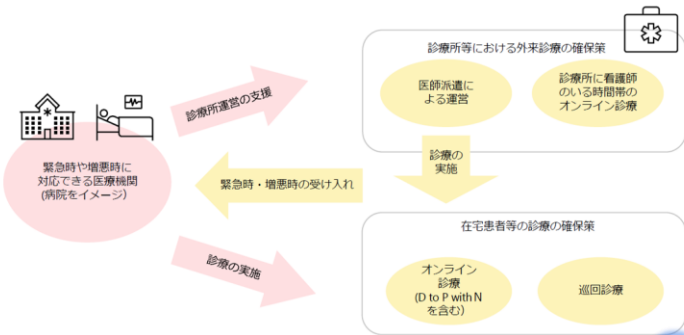 診療所等における外来診療の確保策
医師派遣に
よる運営
診療所に看護師
のいる時間帯の
オンライン診療
診療所運営の支援
緊急時や増悪時に
対応できる医療機関
(病院をイメージ)
緊急時・増悪時の受け入れ
診療の
実施
診療の実施
在宅患者等の診療の確保策
オンライン
診療
(D to P with N
を含む)
巡回診療